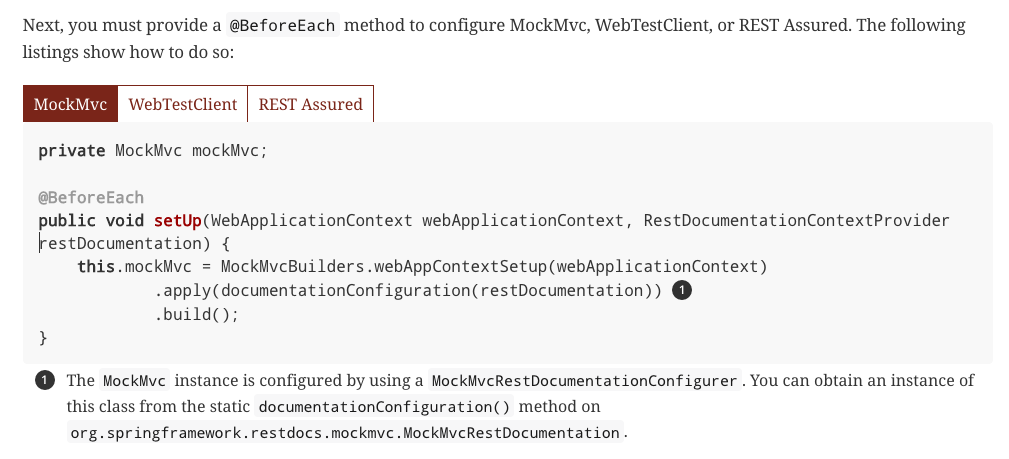 Next, you must provide a @BeforeEach method to configure MockMvc, WebTestClient, or REST Assured. The following
listings show how to do so:
MockMvc WebTestClient REST Assured
private MockMvc mockMvc;
@BeforeEach
public void setUp(WebApplicationContext webApplicationContext, RestDocumentationContextProvider
restDocumentation) {
    this.mockMvc = MockMvcBuilders.webAppContextSetup(webApplicationContext)
            .apply(documentationConfiguration(restDocumentation)) 1
            .build();
}
1 The MockMvc instance is configured by using a MockMvcRestDocumentationConfigurer. You can obtain an instance of
this class from the static documentationConfiguration() method on
org.springframework.restdocs.mockmvc.MockMvcRestDocumentation.